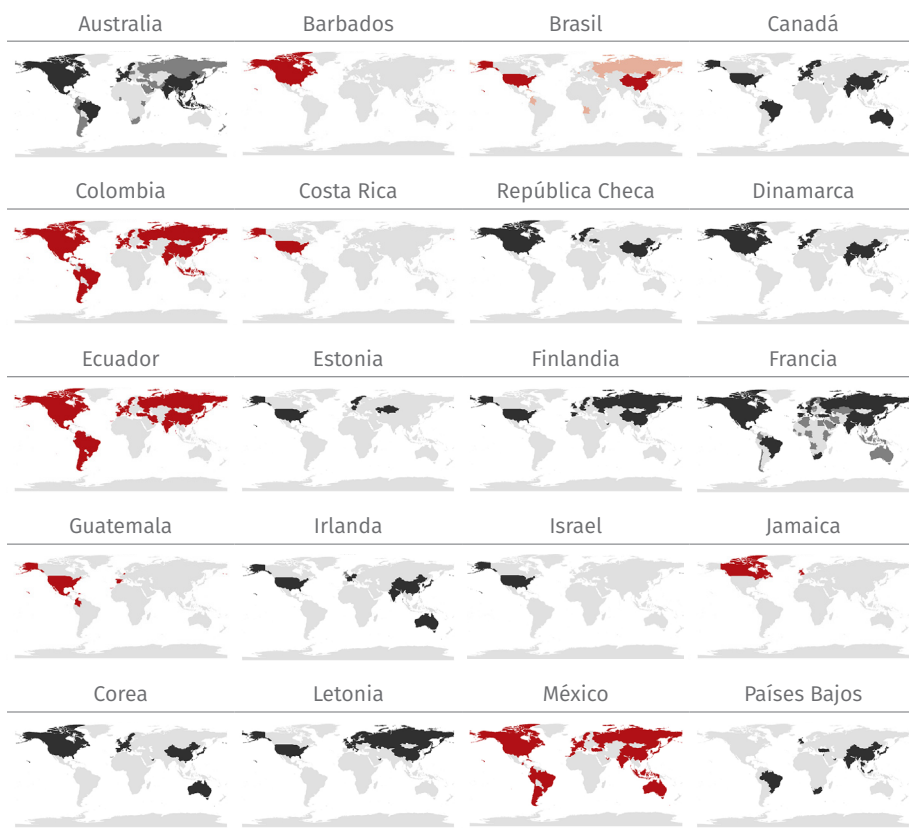 Australia
Barbados
Brasil
Canadá
Colombia
Costa Rica
República Checa
Dinamarca
Ecuador
Estonia
Finlandia
Francia
Guatemala
Irlanda
Israel
Jamaica
Corea
Letonia
México
Países Bajos